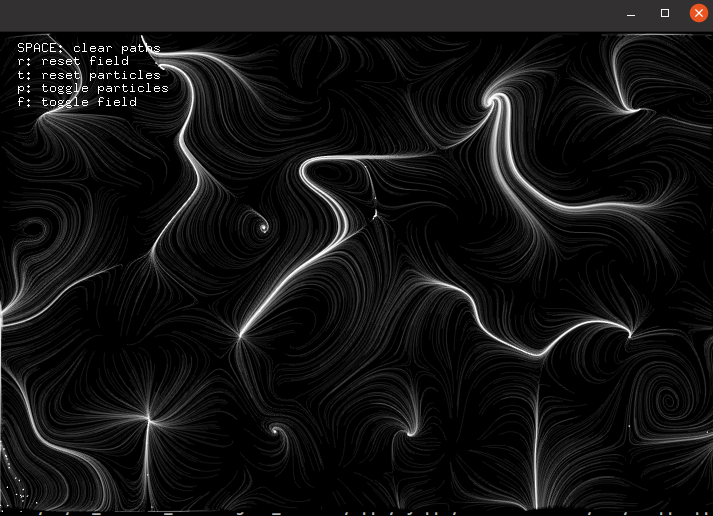 SPACE: clear paths
r: reset field
t: reset particles
p: toggle particles
f: toggle field